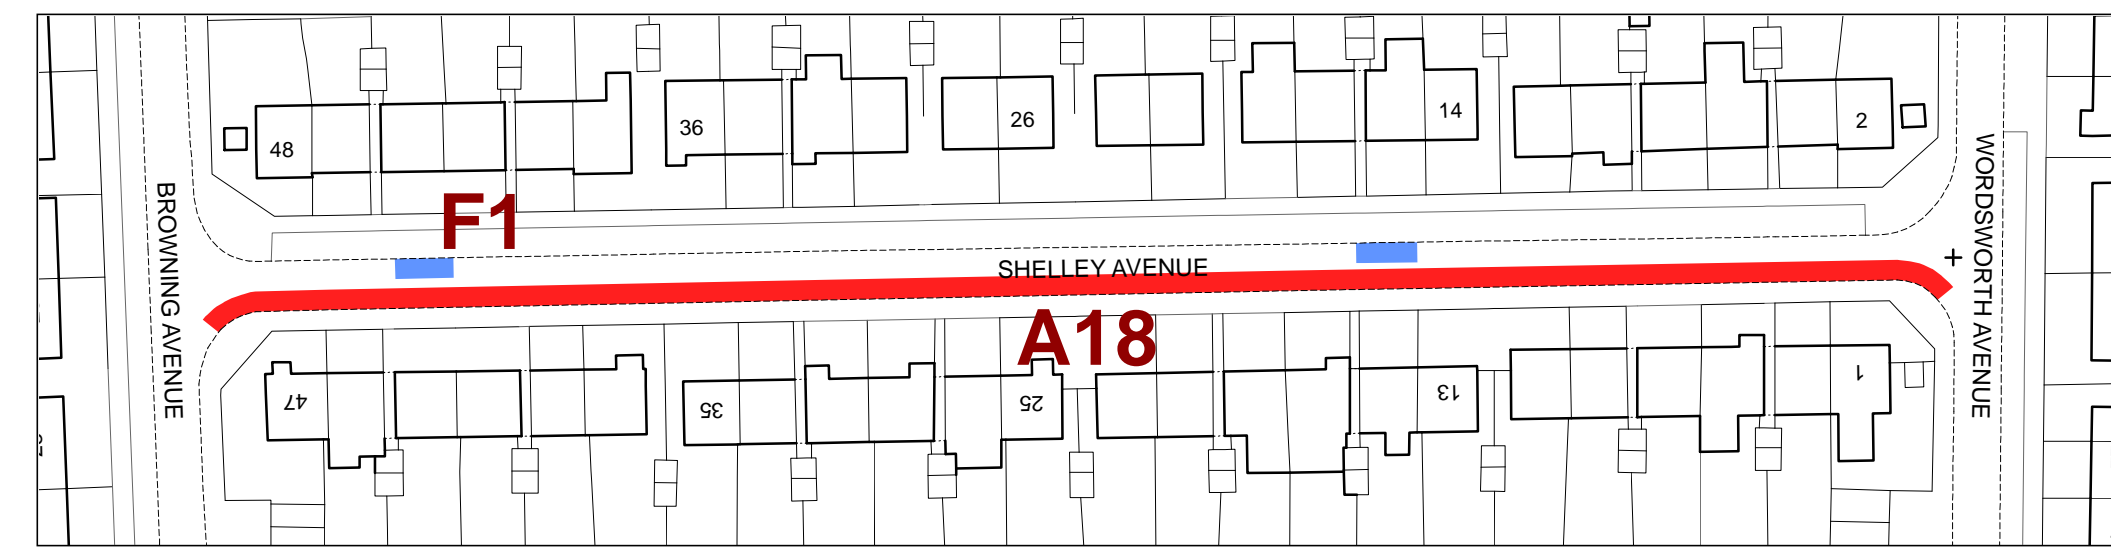 36
26
14
2
48
BROWNING AVENUE
F1
SHELLEY AVENUE
WORDSWORTH AVENUE
A18
47
35
25
13
1